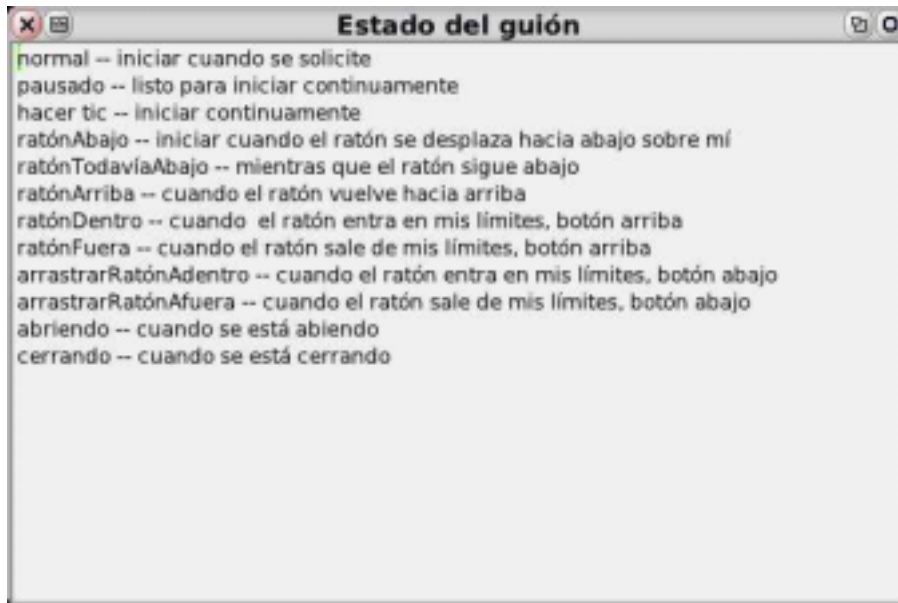 Estado del guión
normal -- iniciar cuando se solicite
pausado -- listo para iniciar continuamente
hacer tic -- iniciar continuamente
ratónAbajo -- iniciar cuando el ratón se desplaza hacia abajo sobre mí
ratónTodavíaAbajo -- mientras que el ratón sigue abajo
ratónArriba -- cuando el ratón vuelve hacia arriba
ratónDentro -- cuando  el ratón entra en mis límites, botón arriba
ratónFuera -- cuando el ratón sale de mis límites, botón arriba
arrastrarRatónAdentro -- cuando el ratón entra en mis límites, botón abajo
arrastrarRatónAfuera -- cuando el ratón sale de mis límites, botón abajo
abriendo -- cuando se está abiendo
cerrando -- cuando se está cerrando